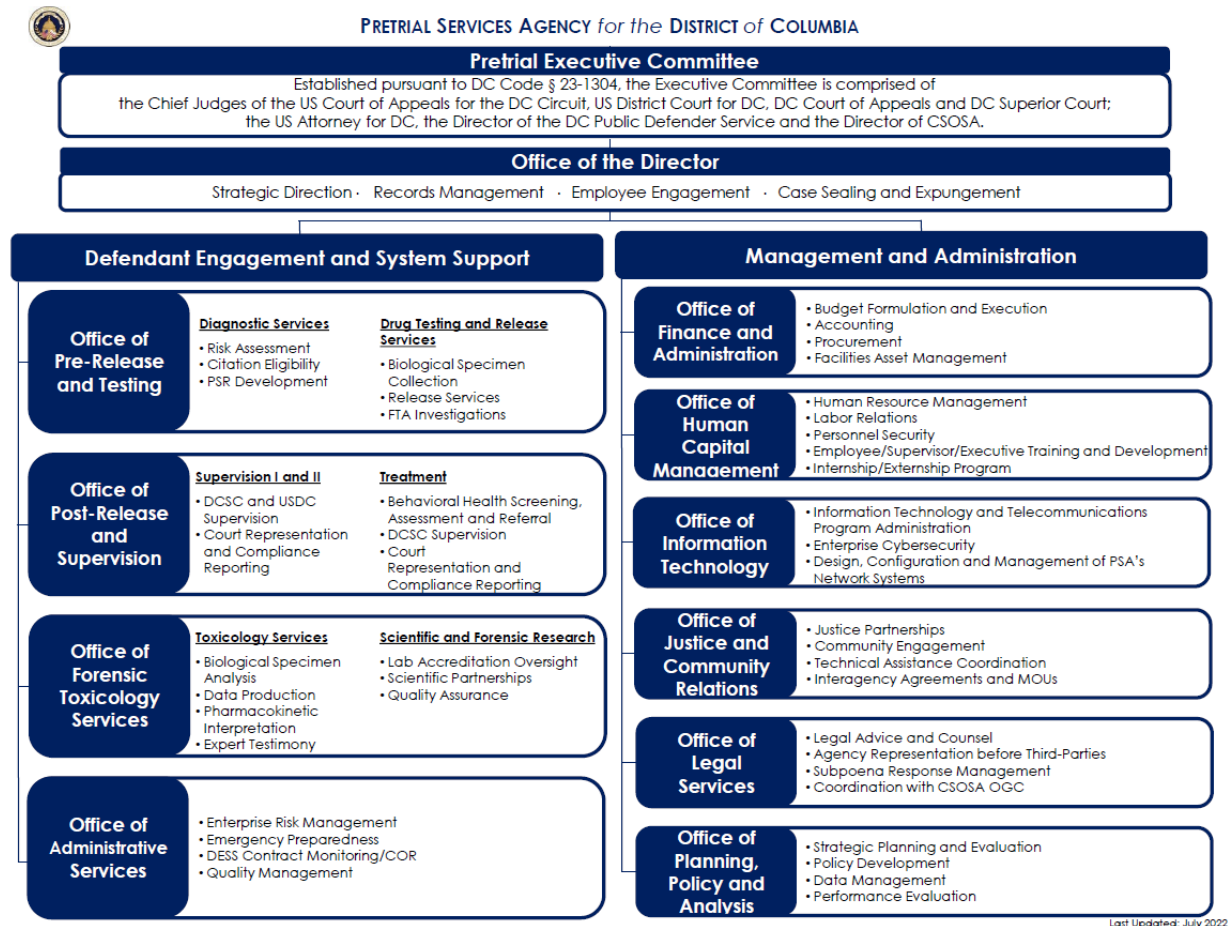 PRETRIAL SERVICES AGENCY for the DISTRICT of COLUMBIA
Pretrial Executive Committee
Established pursuant to DC Code § 23-1304, the Executive Committee is comprised of
the Chief Judges of the US Court of Appeals for the DC Circuit, US District Court for DC, DC Court of Appeals and DC Superior Court;
the US Attorney for DC, the Director of the DC Public Defender Service and the Director of CSOSA.
Office of the Director
Strategic Direction · Records Management · Employee Engagement · Case Sealing and Expungement
Defendant Engagement and System Support
Office of
Pre-Release
and Testing
Diagnostic Services
• Risk Assessment
• Citation Eligibility
• PSR Development
Drug Testing and Release
Services
• Biological Specimen
Collection
• Release Services
• FTA Investigations
Office of
Post-Release
and
Supervision
Supervision I and II
• DCSC and USDC
Supervision
• Court Representation
and Compliance
Reporting
Treatment
• Behavioral Health Screening,
Assessment and Referral
• DCSC Supervision
• Court
Representation and
Compliance Reporting
Office of
Forensic
Toxicology
Services
Toxicology Services
• Biological Specimen
Analysis
• Data Production
• Pharmacokinetic
Interpretation
• Expert Testimony
Scientific and Forensic Research
• Lab Accreditation Oversight
• Scientific Partnerships
• Quality Assurance
Office of
Administrative
Services
• Enterprise Risk Management
• Emergency Preparedness
• DESS Contract Monitoring/COR
• Quality Management
Management and Administration
Office of
Finance and
Administration
• Budget Formulation and Execution
• Accounting
• Procurement
• Facilities Asset Management
Office of
Human
Capital
Management
• Human Resource Management
• Labor Relations
• Personnel Security
• Employee/Supervisor/Executive Training and Development
• Internship/Externship Program
Office of
Information
Technology
• Information Technology and Telecommunications
Program Administration
• Enterprise Cybersecurity
• Design, Configuration and Management of PSA's
Network Systems
Office of
Justice and
Community
Relations
• Justice Partnerships
• Community Engagement
• Technical Assistance Coordination
• Interagency Agreements and MOUs
Office of
Legal
Services
• Legal Advice and Counsel
• Agency Representation before Third-Parties
• Subpoena Response Management
• Coordination with CSOSA OGC
Office of
Planning,
Policy and
Analysis
• Strategic Planning and Evaluation
• Policy Development
• Data Management
• Performance Evaluation
Last Updated: July 2022